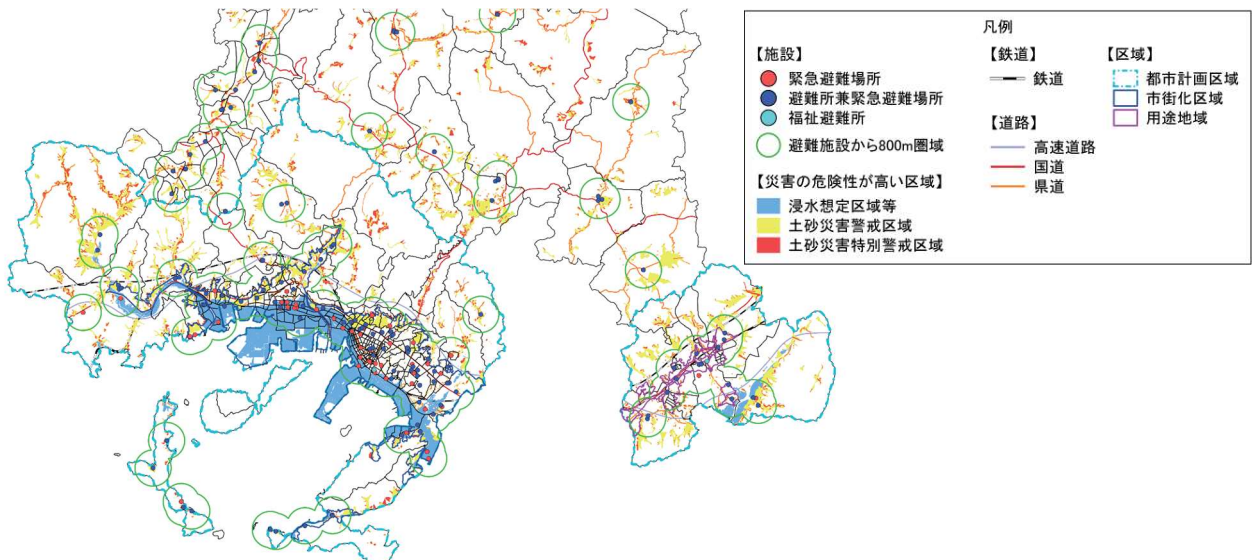 凡例
【施設】
緊急避難場所
避難所兼緊急避難場所
福祉避難所
避難施設から800m圏域
【災害の危険性が高い区域】
浸水想定区域等
土砂災害警戒区域
土砂災害特別警戒区域
【鉄道】
鉄道
【道路】
高速道路
国道
県道
【区域】
都市計画区域
市街化区域
用途地域